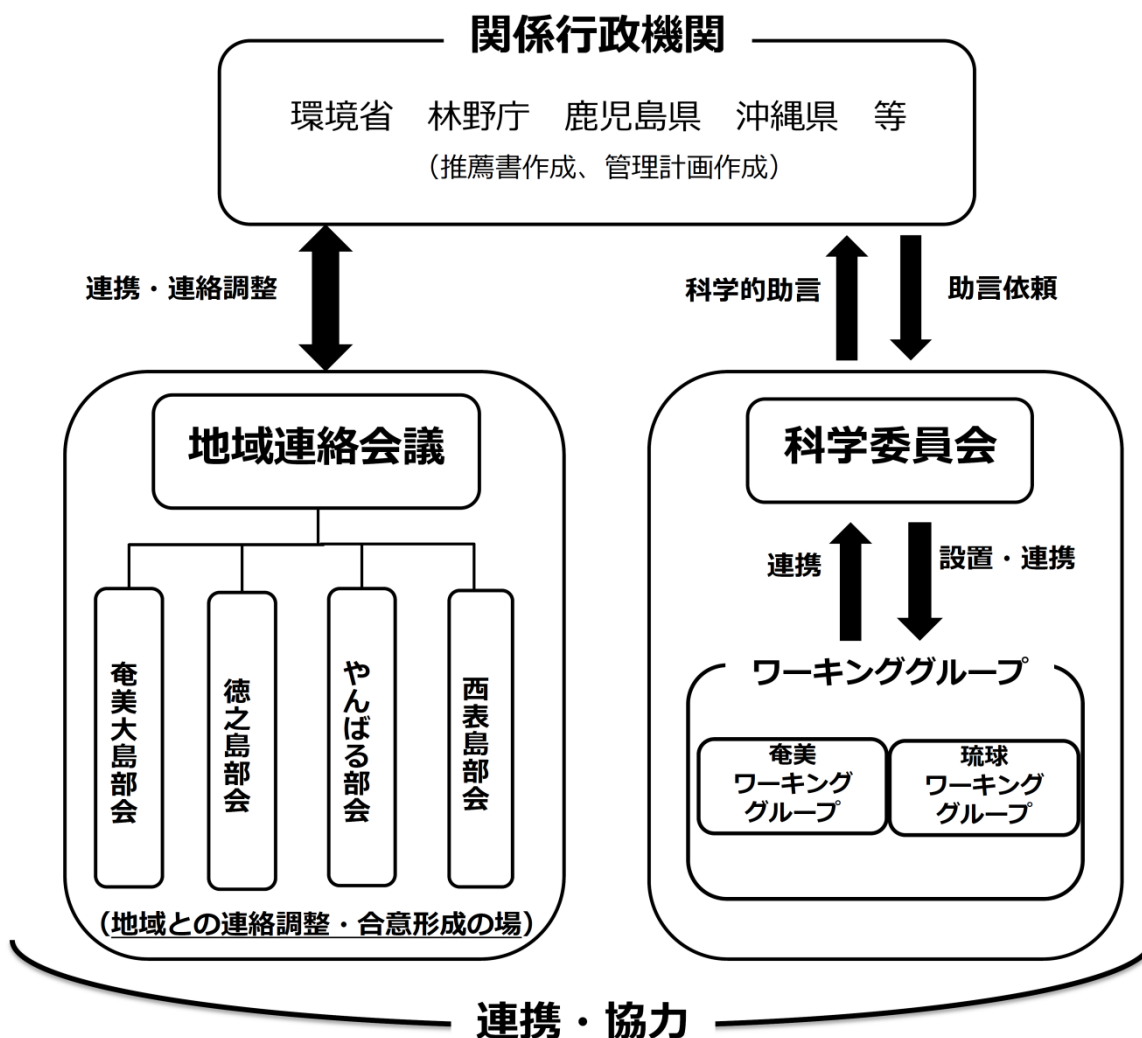 関係行政機関
環境省　林野庁　鹿児島県　沖縄県　等
（推薦書作成、管理計画作成）
連携・連絡調整
科学的助言
助言依頼
地域連絡会議
奄美大島部会
徳之島部会
やんばる部会
西表島部会
（地域との連絡調整・合意形成の場）
科学委員会
連携
設置・連携
ワーキンググループ
奄美
ワーキング
グループ
琉球
ワーキング
グループ
連携・協力